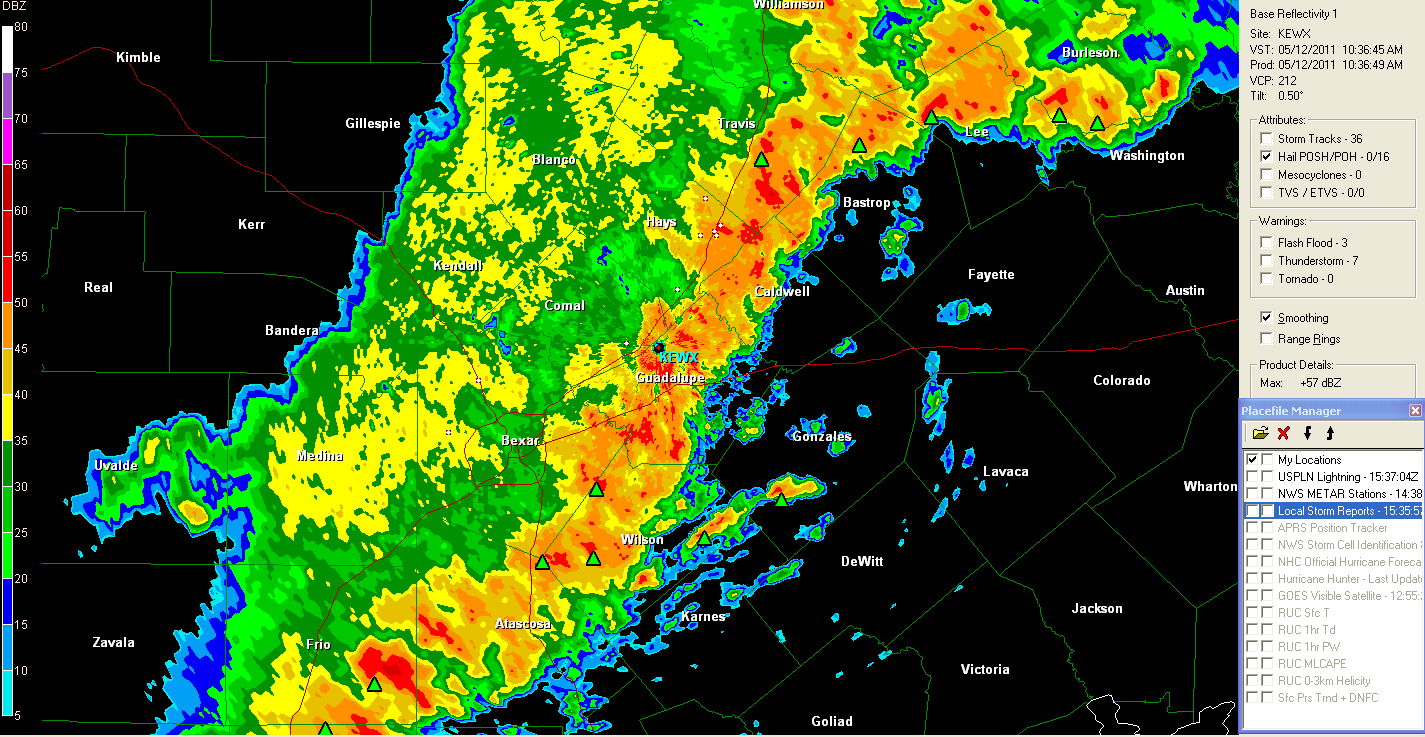 DBZ
80
75
70
65
60
55
50
45
40
35
30
25
20
15
10
5
Williamson
Kimble
Burleson
Gillespie
Travis
Lee
Blanco
Washington
Bastrop
Kerr
Hays
Kendall
Fayette
Real
Caldwell
Austin
Comal
Bandera
KEWX
Guadalupe
Colorado
Bexar
Gonzales
Medina
Uvalde
Lavaca
Wharton
Wilson
DeWitt
Jackson
Karnes
Atascosa
Zavala
Frio
Victoria
Goliad
Base Reflectivity 1
Site: KEWX
VST: 05/12/2011 10:36:45 AM
Prod: 05/12/2011 10:36:49 AM
VCP: 212
Tilt: 0.50°
Attributes:
Storm Tracks - 36
Hail POSH/POH - 0/16
Mesocyclones - 0
TVS / ETVS - 0/0
Warnings:
Flash Flood - 3
Thunderstorm - 7
Tornado - 0
Smoothing
Range Rings
Product Details:
Max: +57 dBZ
Placefile Manager
My Locations
USPLN Lightning - 15:37:04Z
NWS METAR Stations - 14:38
Local Storm Reports - 15:35:57
APRS Position Tracker
NWS Storm Cell Identification
NHC Official Hurricane Foreca
Hurricane Hunter - Last Updat
GOES Visible Satellite - 12:55:
RUC Sfc T
RUC 1hr Td
RUC 1hr PW
RUC MLCAPE
RUC 0-3km Helicity
Sfc Prs Trnd + DNFC